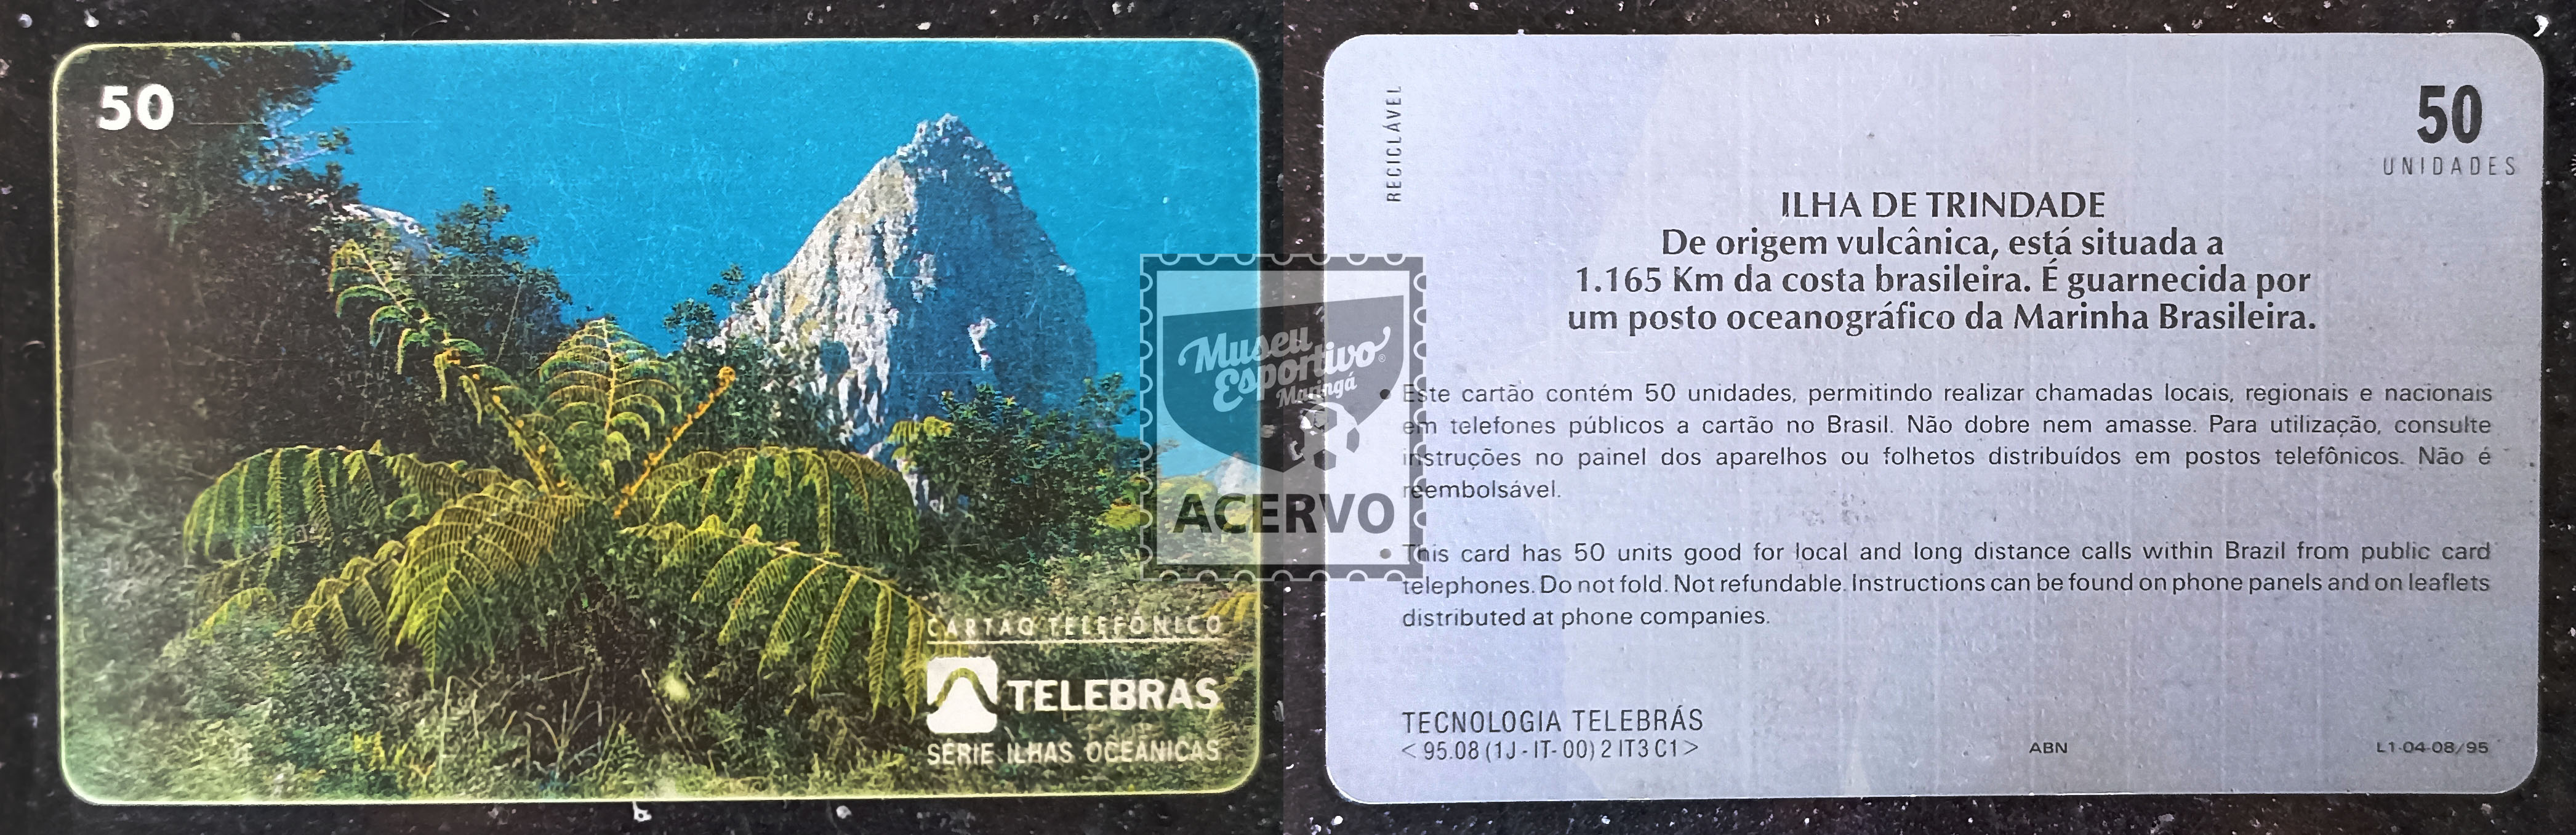 50
CARTÃO TELEFÔNICO
TELEBRAS
SÉRIE ILHAS OCEÂNICAS
Museu
Esportivo
Maringá
ACERVO
RECICLÁVEL
50
UNIDADES
ILHA DE TRINDADE
De origem vulcânica, está situada a
1.165 Km da costa brasileira. É guarnecida por
um posto oceanográfico da Marinha Brasileira.
• Este cartão contém 50 unidades, permitindo realizar chamadas locais, regionais e nacionais
em telefones públicos a cartão no Brasil. Não dobre nem amasse. Para utilização, consulte
instruções no painel dos aparelhos ou folhetos distribuídos em postos telefônicos. Não é
reembolsável.
• This card has 50 units good for local and long distance calls within Brazil from public card
telephones. Do not fold. Not refundable. Instructions can be found on phone panels and on leaflets
distributed at phone companies.
TECNOLOGIA TELEBRÁS
< 95.08 (1J - IT- 00) 2 IT3 C1 >
ABN
L1-04-08/95